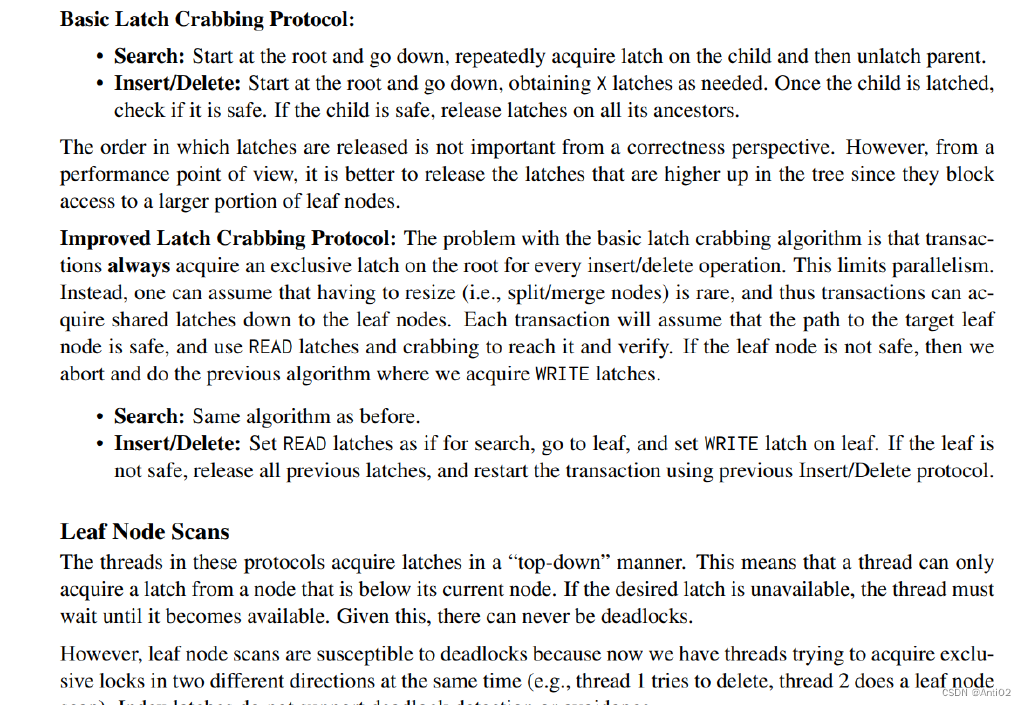 Basic Latch Crabbing Protocol:
• Search: Start at the root and go down, repeatedly acquire latch on the child and then unlatch parent.
• Insert/Delete: Start at the root and go down, obtaining X latches as needed. Once the child is latched,
check if it is safe. If the child is safe, release latches on all its ancestors.
The order in which latches are released is not important from a correctness perspective. However, from a
performance point of view, it is better to release the latches that are higher up in the tree since they block
access to a larger portion of leaf nodes.
Improved Latch Crabbing Protocol: The problem with the basic latch crabbing algorithm is that transac-
tions always acquire an exclusive latch on the root for every insert/delete operation. This limits parallelism.
Instead, one can assume that having to resize (i.e., split/merge nodes) is rare, and thus transactions can ac-
quire shared latches down to the leaf nodes. Each transaction will assume that the path to the target leaf
node is safe, and use READ latches and crabbing to reach it and verify. If the leaf node is not safe, then we
abort and do the previous algorithm where we acquire WRITE latches.
• Search: Same algorithm as before.
• Insert/Delete: Set READ latches as if for search, go to leaf, and set WRITE latch on leaf. If the leaf is
not safe, release all previous latches, and restart the transaction using previous Insert/Delete protocol.
Leaf Node Scans
The threads in these protocols acquire latches in a “top-down” manner. This means that a thread can only
acquire a latch from a node that is below its current node. If the desired latch is unavailable, the thread must
wait until it becomes available. Given this, there can never be deadlocks.
However, leaf node scans are susceptible to deadlocks because now we have threads trying to acquire exclu-
sive locks in two different directions at the same time (e.g., thread 1 tries to delete, thread 2 does a leaf node
CSDN @AntiO2